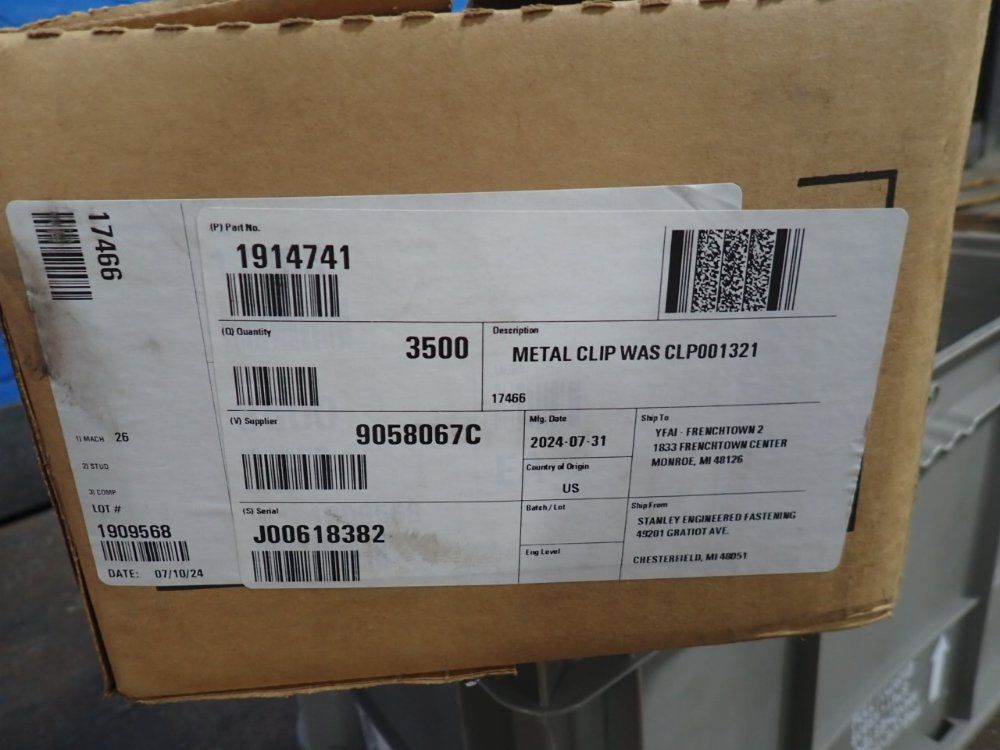 17466
1) MACH 26
2) STUD
3) COMP
LOT #
1909568
DATE: 07/10/24
(P) Part No.
1914741
(Q) Quantity
3500
Description
METAL CLIP WAS CLP001321
17466
(V) Supplier
9058067C
Mfg. Date
2024-07-31
Country of Origin
US
Ship To
YFAI - FRENCHTOWN 2
1833 FRENCHTOWN CENTER
MONROE, MI 48126
(S) Serial
J00618382
Batch / Lot
Eng Level
Ship From
STANLEY ENGINEERED FASTENING
49201 GRATIOT AVE.
CHESTERFIELD, MI 48051